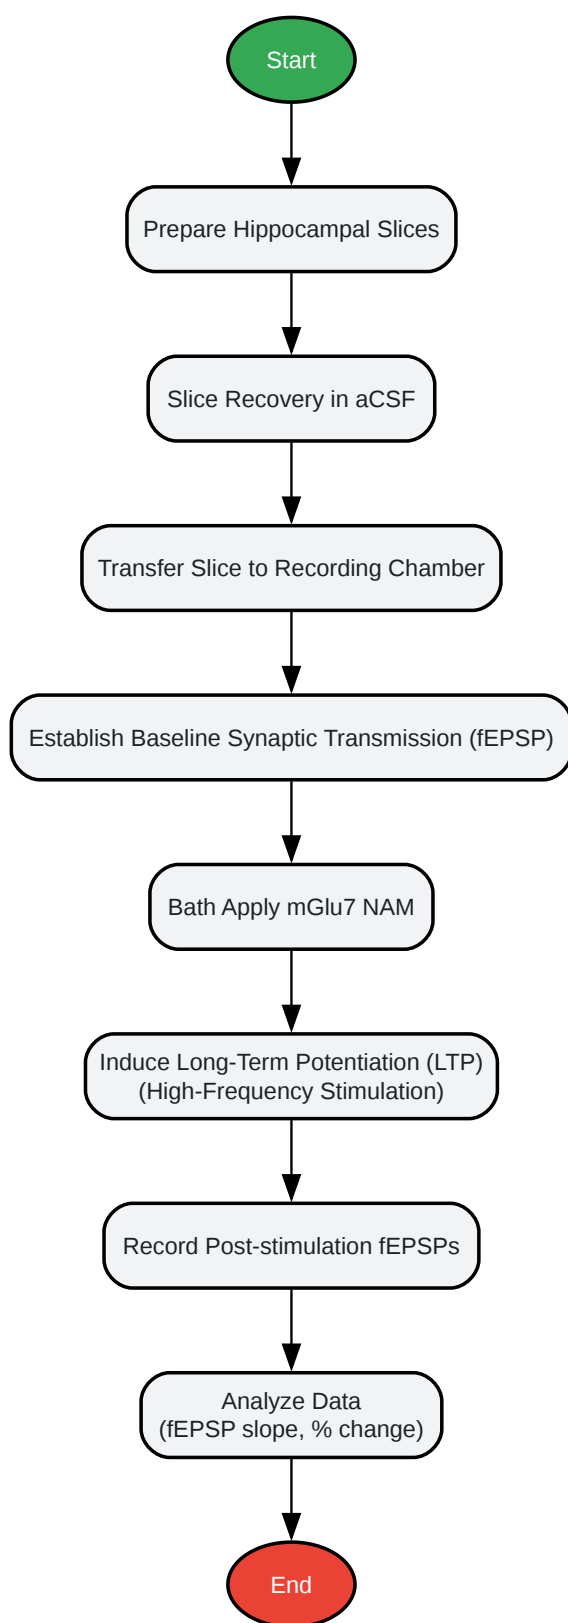 Start
Prepare Hippocampal Slices
Slice Recovery in aCSF
Transfer Slice to Recording Chamber
Establish Baseline Synaptic Transmission (fEPSP)
Bath Apply mGlu7 NAM
Induce Long-Term Potentiation (LTP)
(High-Frequency Stimulation)
Record Post-stimulation fEPSPs
Analyze Data
(fEPSP slope, % change)
End